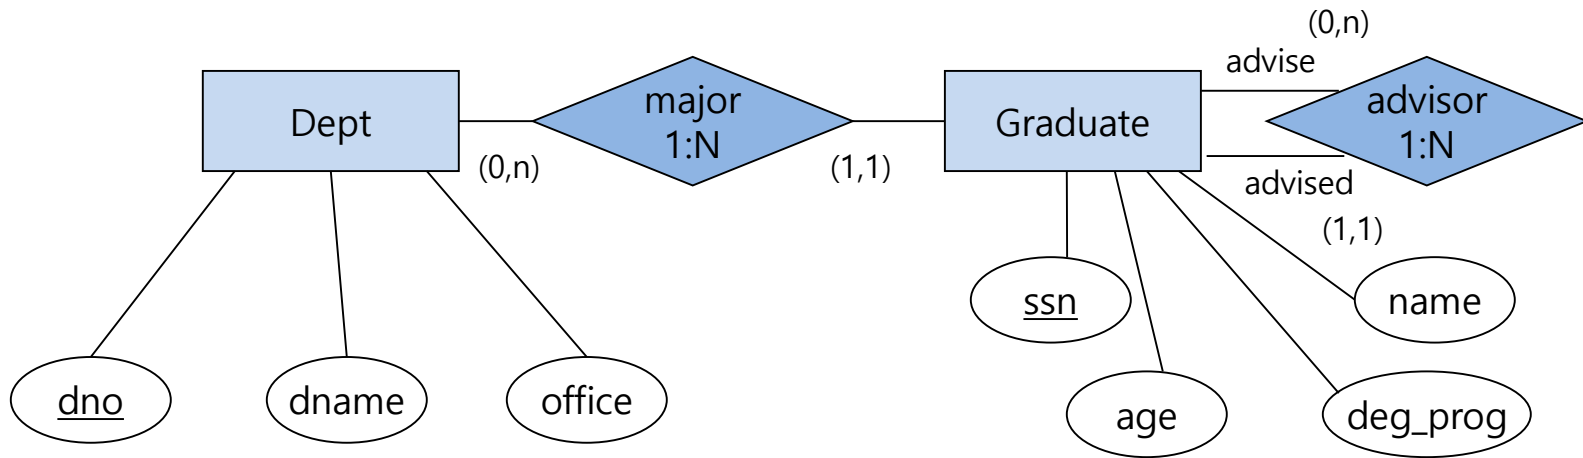 (0,n)
advise
Dept
major
1:N
Graduate
advisor
1:N
(0,n)
(1,1)
advised
(1,1)
ssn
name
dno
dname
office
age
deg_prog